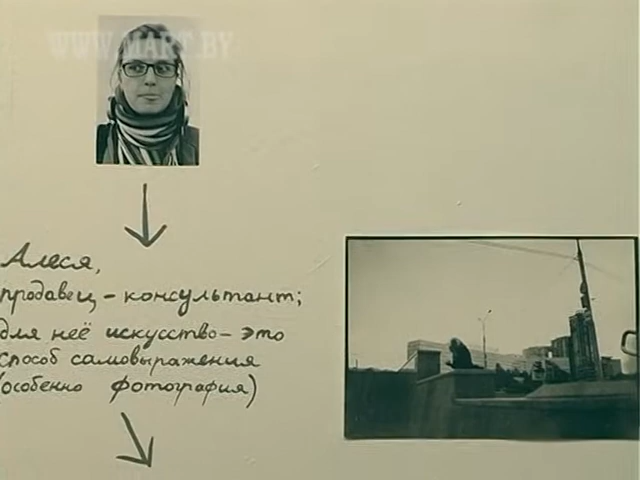 WWW.MART.BY
Алеся,
продавец - консультант;
для неё искусство - это
способ самовыражения
(особенно фотография)